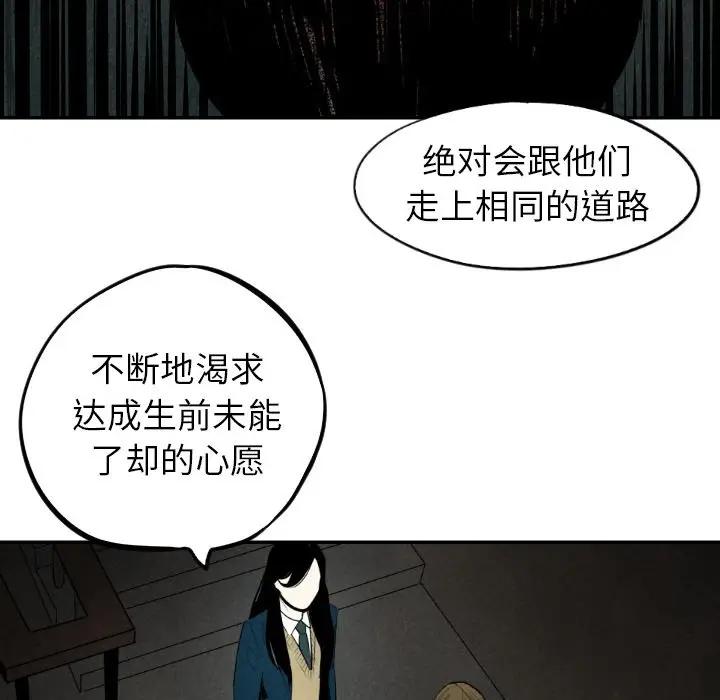 绝对会跟他们
走上相同的道路
不断地渴求
达成生前未能
了却的心愿